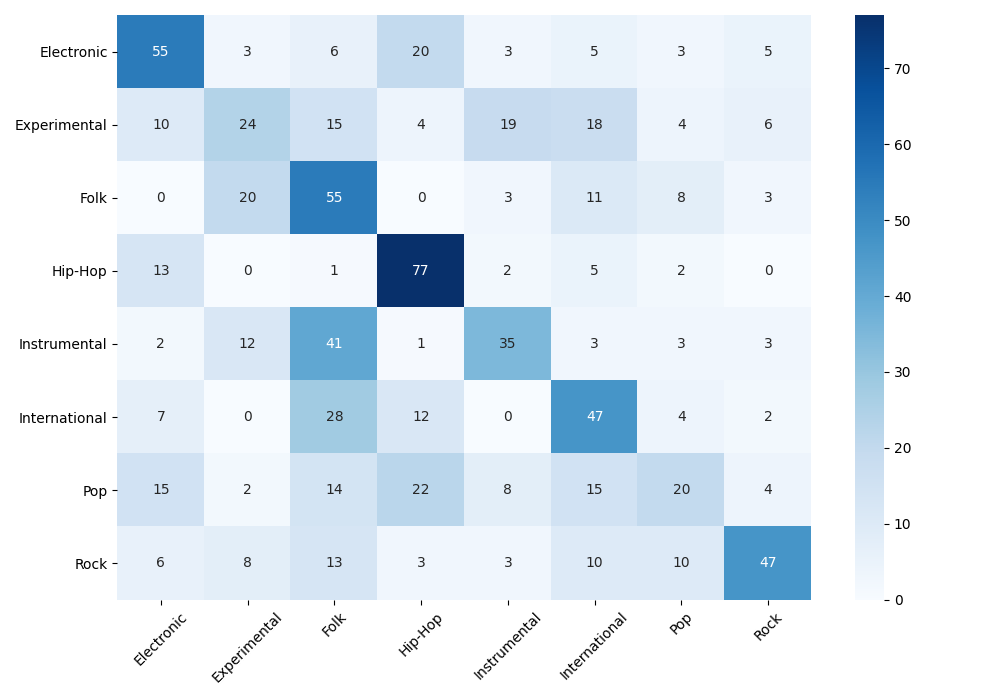 Electronic 55 3 6 20 3 5 3 5
Experimental 10 24 15 4 19 18 4 6
Folk 0 20 55 0 3 11 8 3
Hip-Hop 13 0 1 77 2 5 2 0
Instrumental 2 12 41 1 35 3 3 3
International 7 0 28 12 0 47 4 2
Pop 15 2 14 22 8 15 20 4
Rock 6 8 13 3 3 10 10 47
Electronic Experimental Folk Hip-Hop Instrumental International Pop Rock
70
60
50
40
30
20
10
0